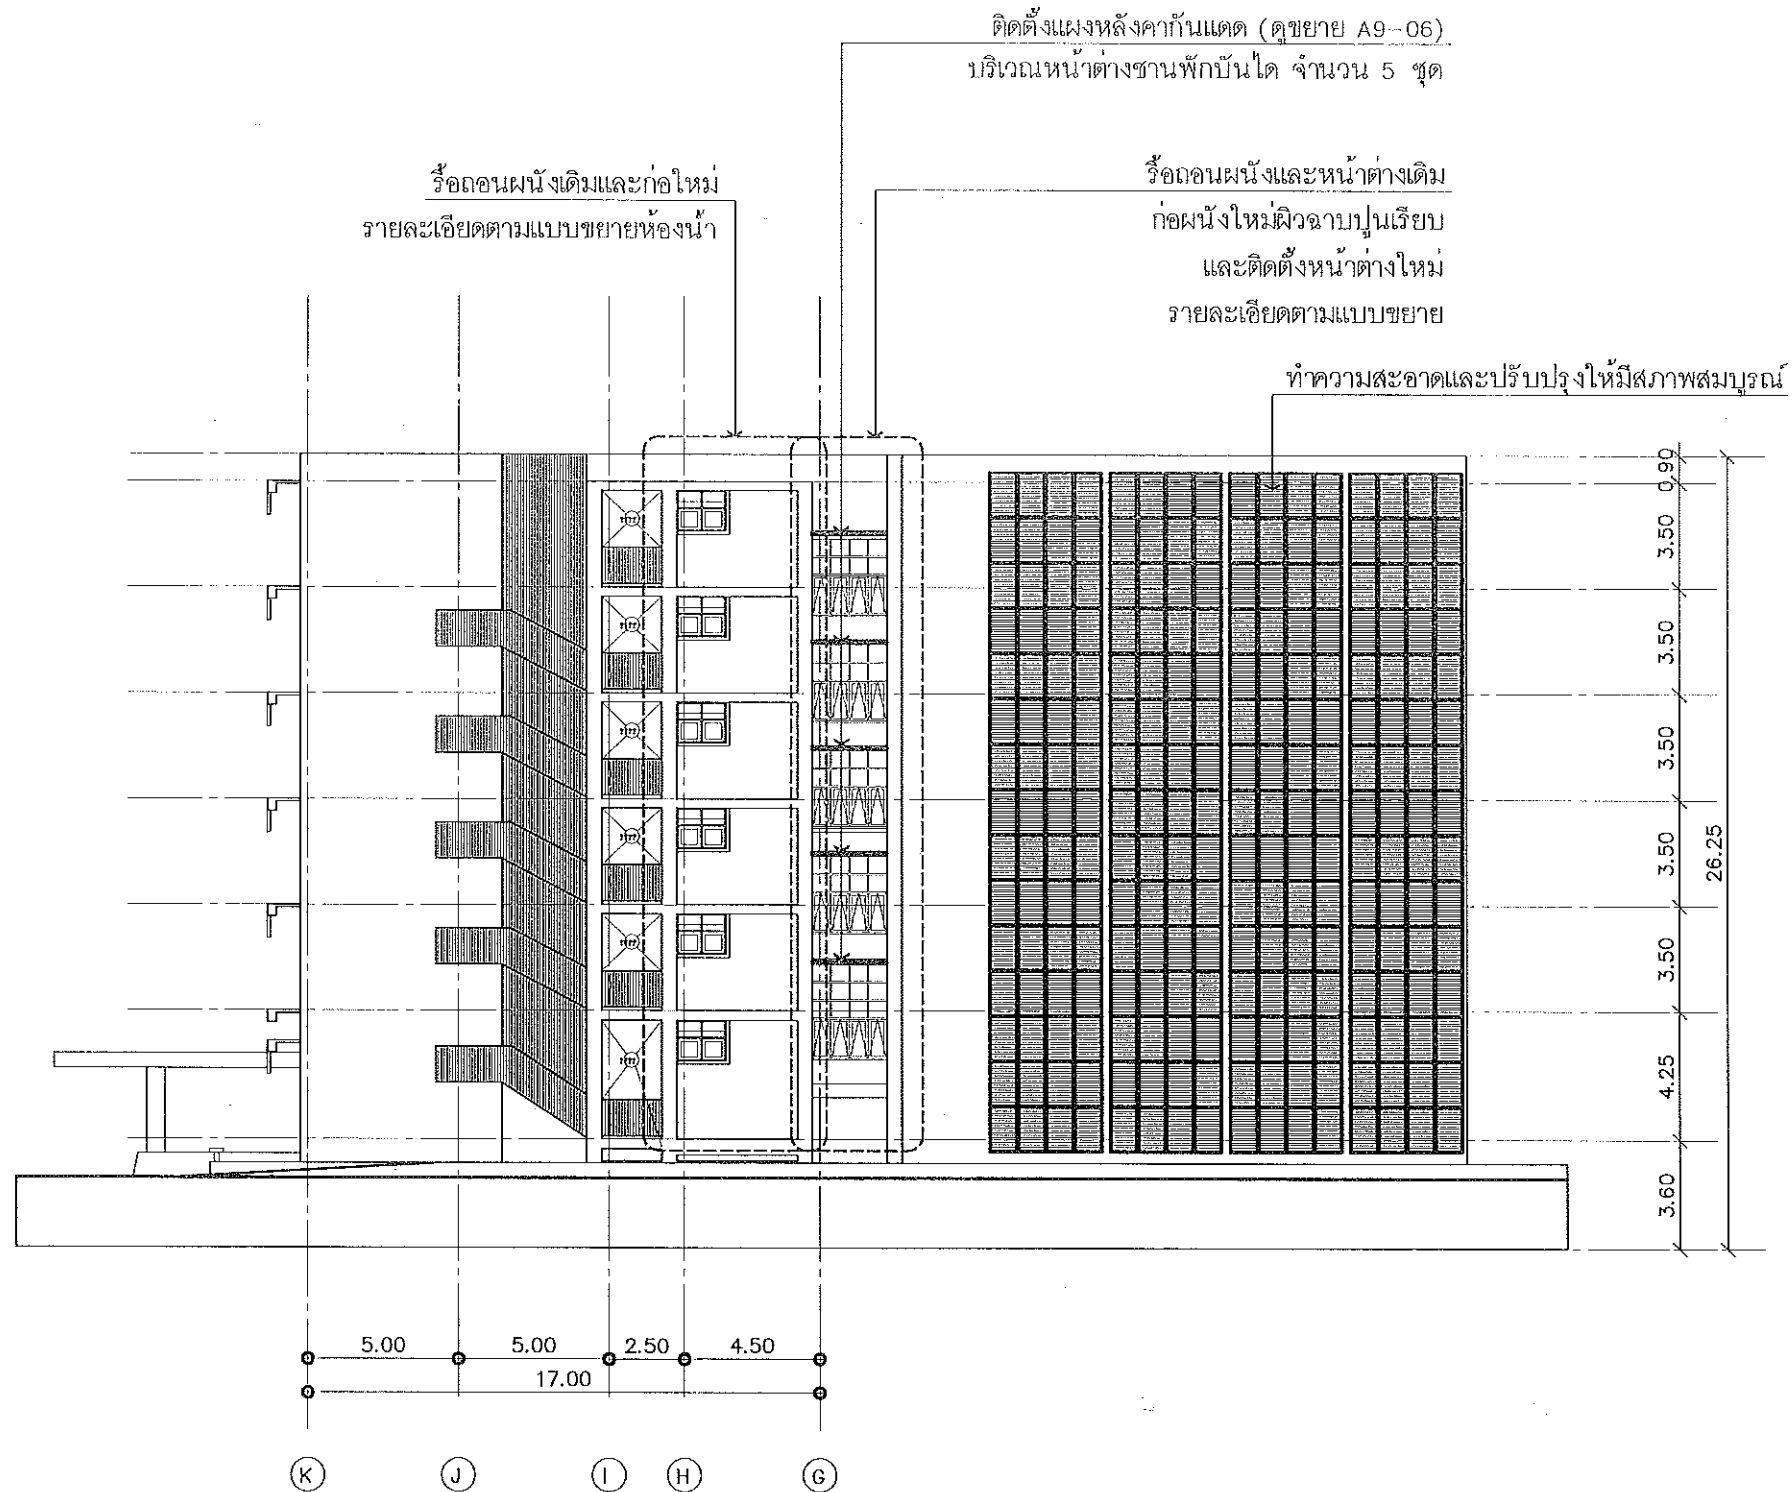 ติดตั้งแผงหลังคากันแดด (ดูขยาย A9-06)
บริเวณหน้าต่างชานพักบันได จำนวน 5 ชุด
รื้อถอนผนังเดิมและก่อใหม่
รายละเอียดตามแบบขยายห้องน้ำ
รื้อถอนผนังและหน้าต่างเดิม
ก่อผนังใหม่ผิวฉาบปูนเรียบ
และติดตั้งหน้าต่างใหม่
รายละเอียดตามแบบขยาย
ทำความสะอาดและปรับปรุงให้มีสภาพสมบูรณ์
0.90
3.50
3.50
3.50
3.50
3.50
4.25
3.60
26.25
5.00 5.00 2.50 4.50
17.00
K J I H G